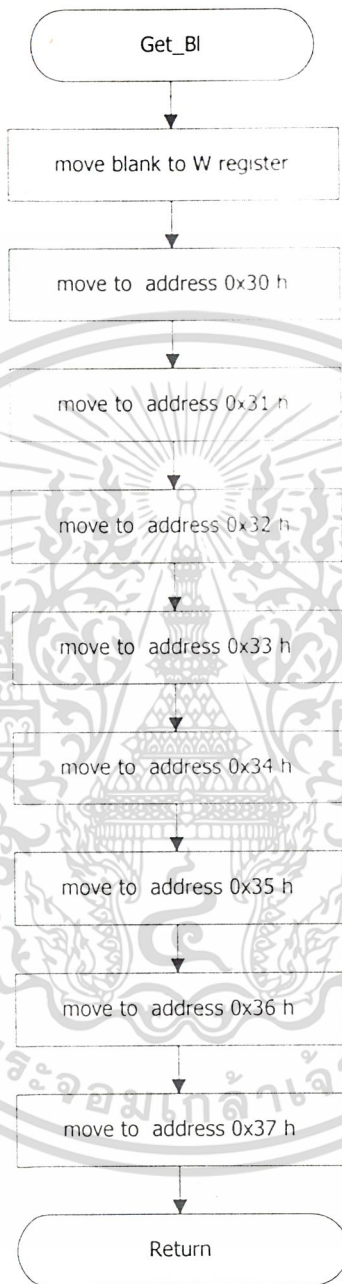 Get_Bl
move blank to W register
move to address 0x30 h
move to address 0x31 h
move to address 0x32 h
move to address 0x33 h
move to address 0x34 h
move to address 0x35 h
move to address 0x36 h
move to address 0x37 h
Return